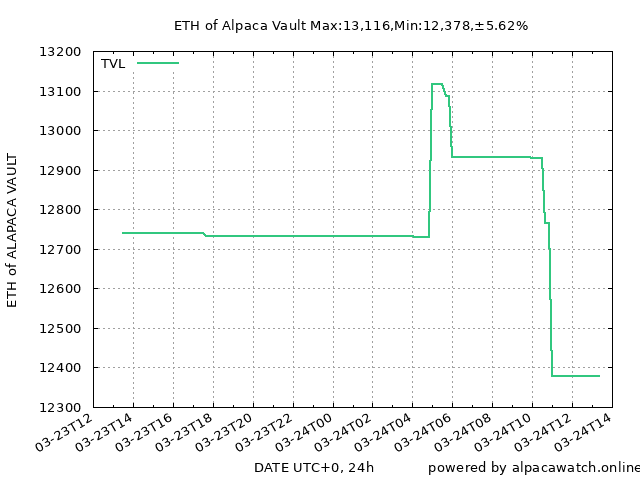 ETH of Alpaca Vault Max:13,116,Min:12,378,±5.62%
TVL
13200
13100
13000
12900
12800
12700
12600
12500
12400
12300
ETH of ALAPACA VAULT
03-23T12
03-23T14
03-23T16
03-23T18
03-23T20
03-23T22
03-24T00
03-24T02
03-24T04
03-24T06
03-24T08
03-24T10
03-24T12
03-24T14
DATE UTC+0, 24h
powered by alpacawatch.online